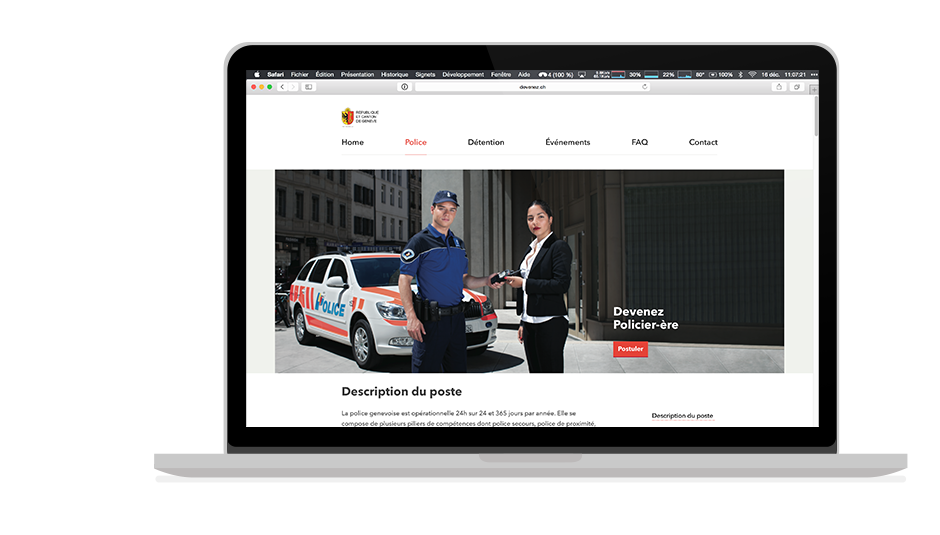 Safari Fichier Édition Présentation Historique Signets Développement Fenêtre Aide 4 (100 %) 30% 22% 80° 100% 16 déc. 11:07:21
devenez.ch
RÉPUBLIQUE
ET CANTON
DE GENÈVE
Home Police Détention Événements FAQ Contact
POLICE
Devenez
Policier-ère
Postuler
Description du poste
La police genevoise est opérationnelle 24h sur 24 et 365 jours par année. Elle se
compose de plusieurs piliers de compétences dont police secours, police de proximité,
Description du poste